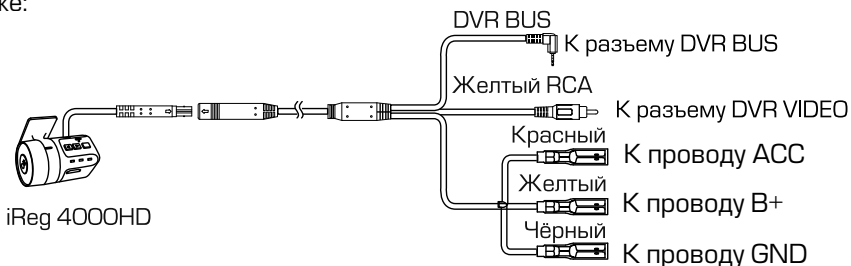 ке:
DVR BUS
К разъему DVR BUS
Желтый RCA
К разъему DVR VIDEO
Красный
К проводу ACC
Желтый
К проводу B+
Чёрный
К проводу GND
iReg 4000HD